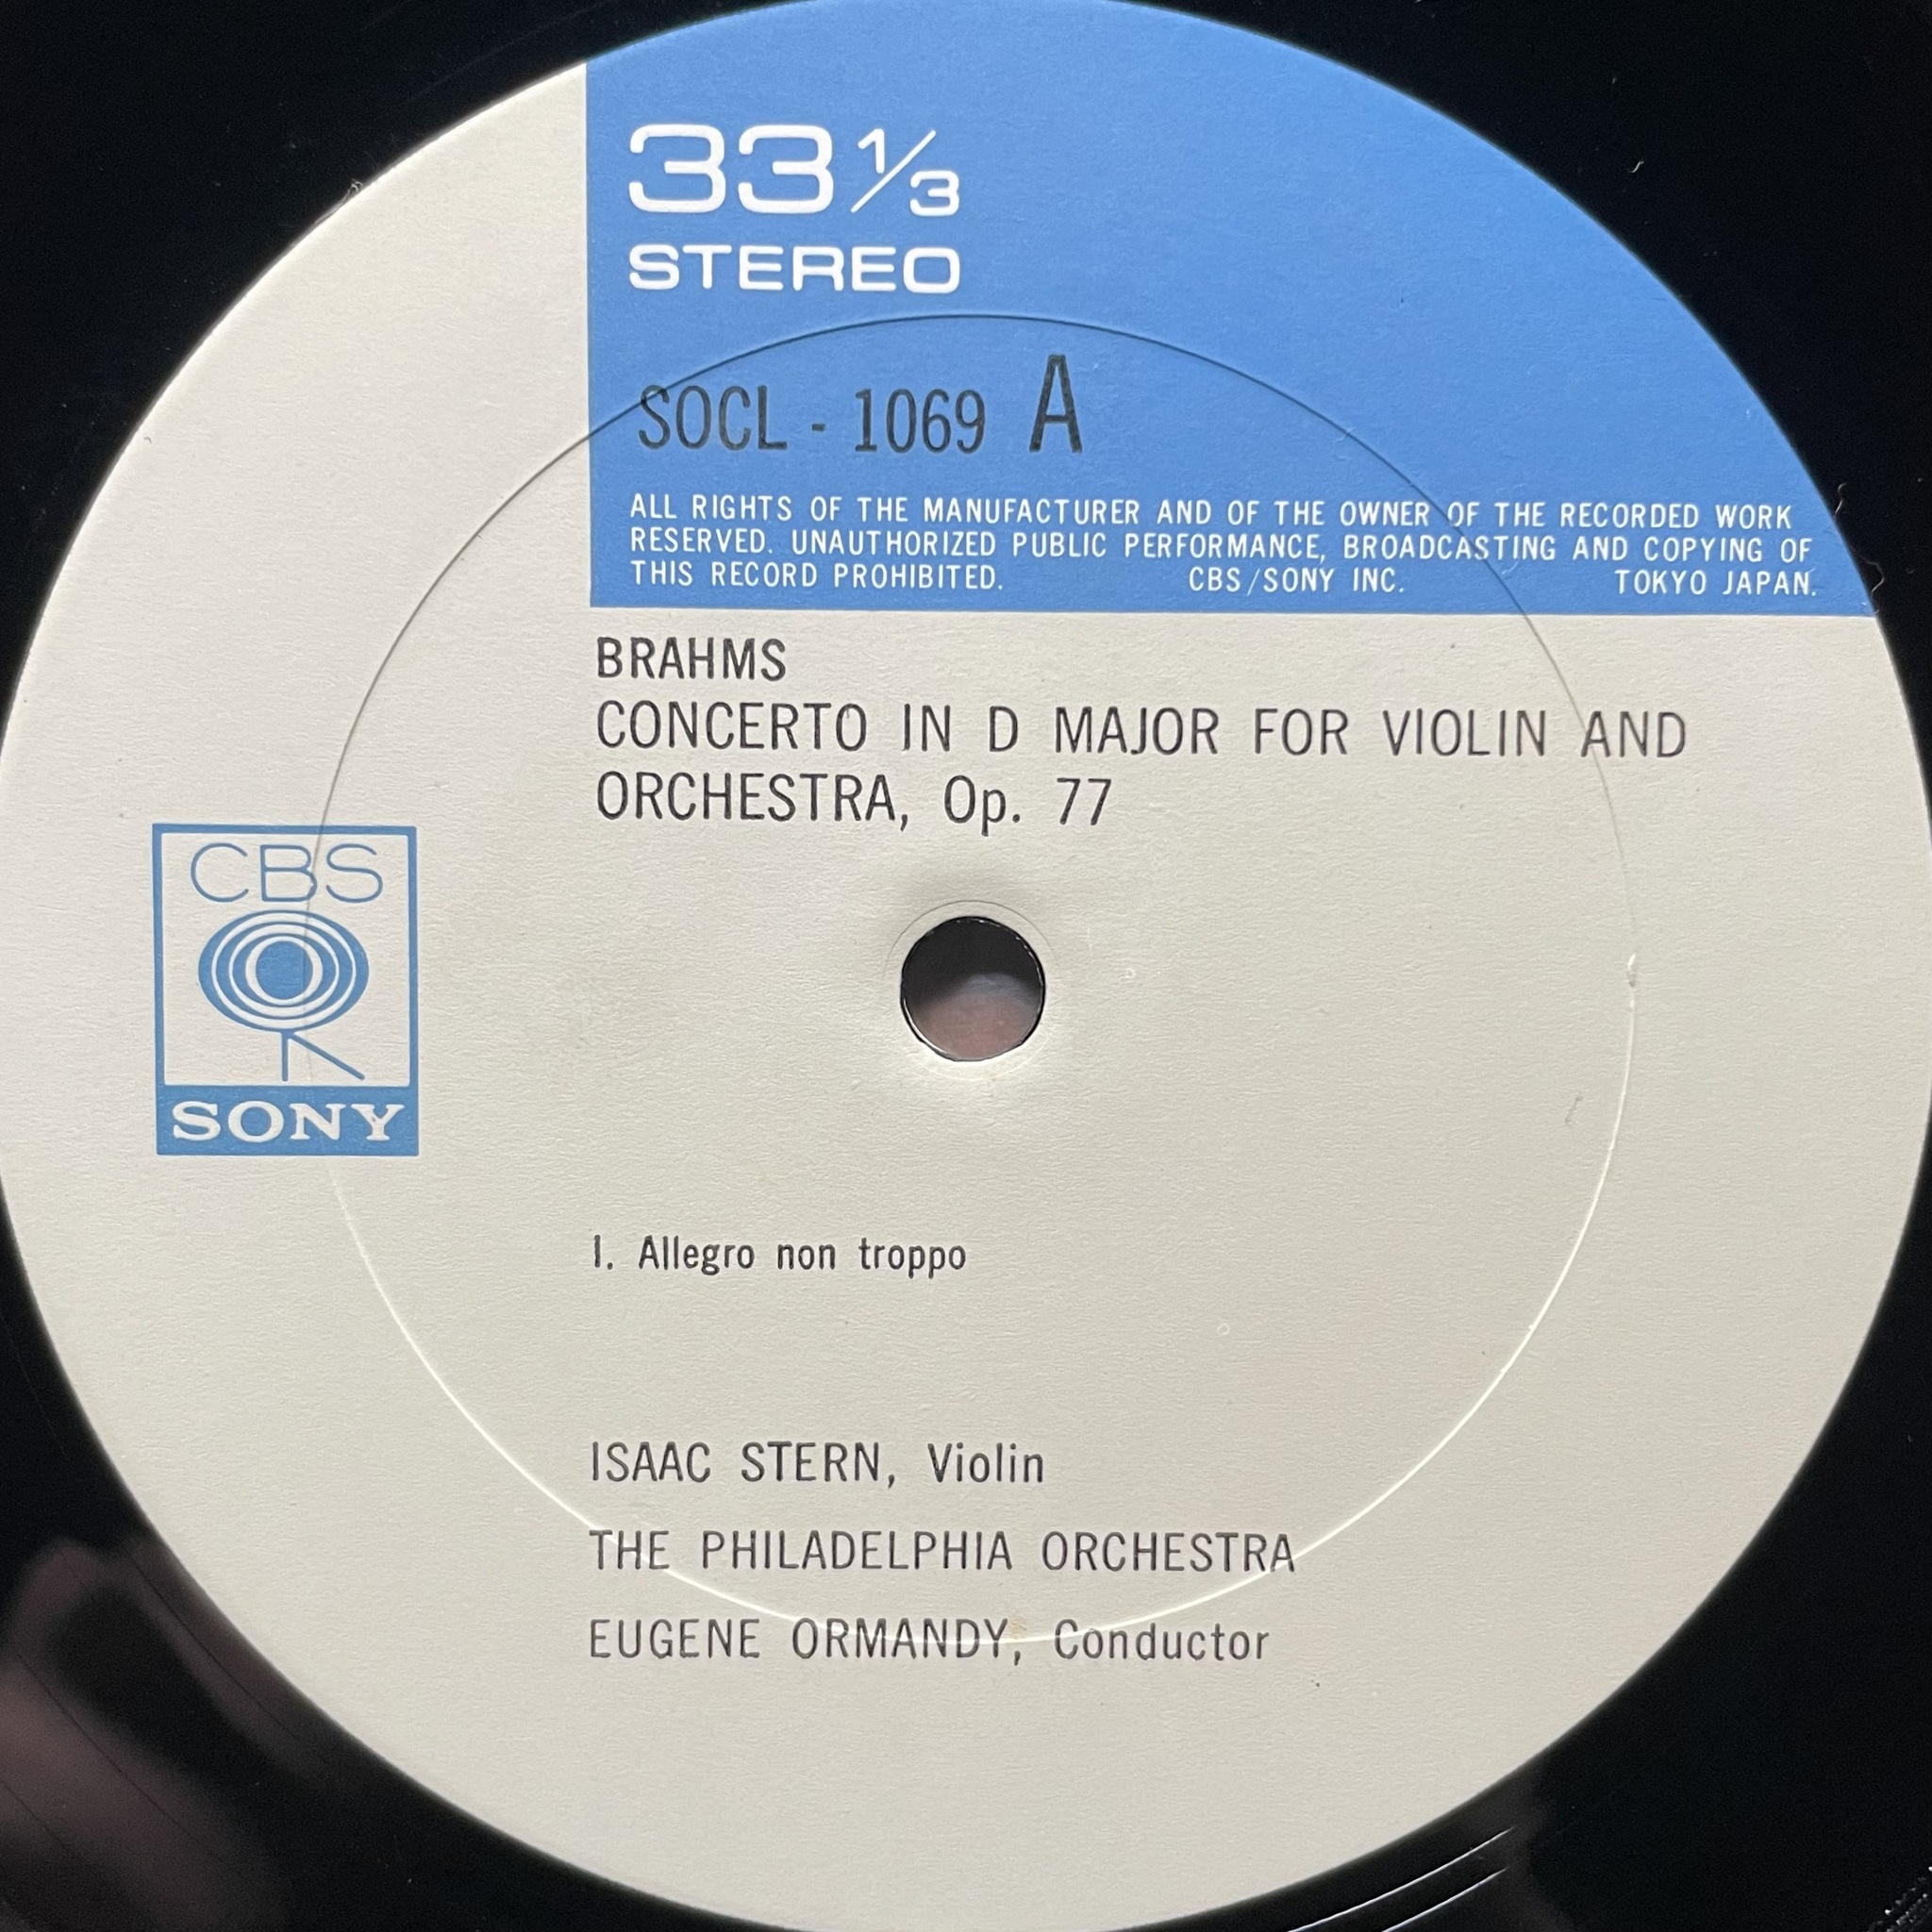 33 1/3
STEREO
SOCL - 1069 A
ALL RIGHTS OF THE MANUFACTURER AND OF THE OWNER OF THE RECORDED WORK
RESERVED. UNAUTHORIZED PUBLIC PERFORMANCE, BROADCASTING AND COPYING OF
THIS RECORD PROHIBITED. CBS/SONY INC. TOKYO JAPAN.
BRAHMS
CONCERTO IN D MAJOR FOR VIOLIN AND
ORCHESTRA, Op. 77
CBS
SONY
I. Allegro non troppo
ISAAC STERN, Violin
THE PHILADELPHIA ORCHESTRA
EUGENE ORMANDY, Conductor